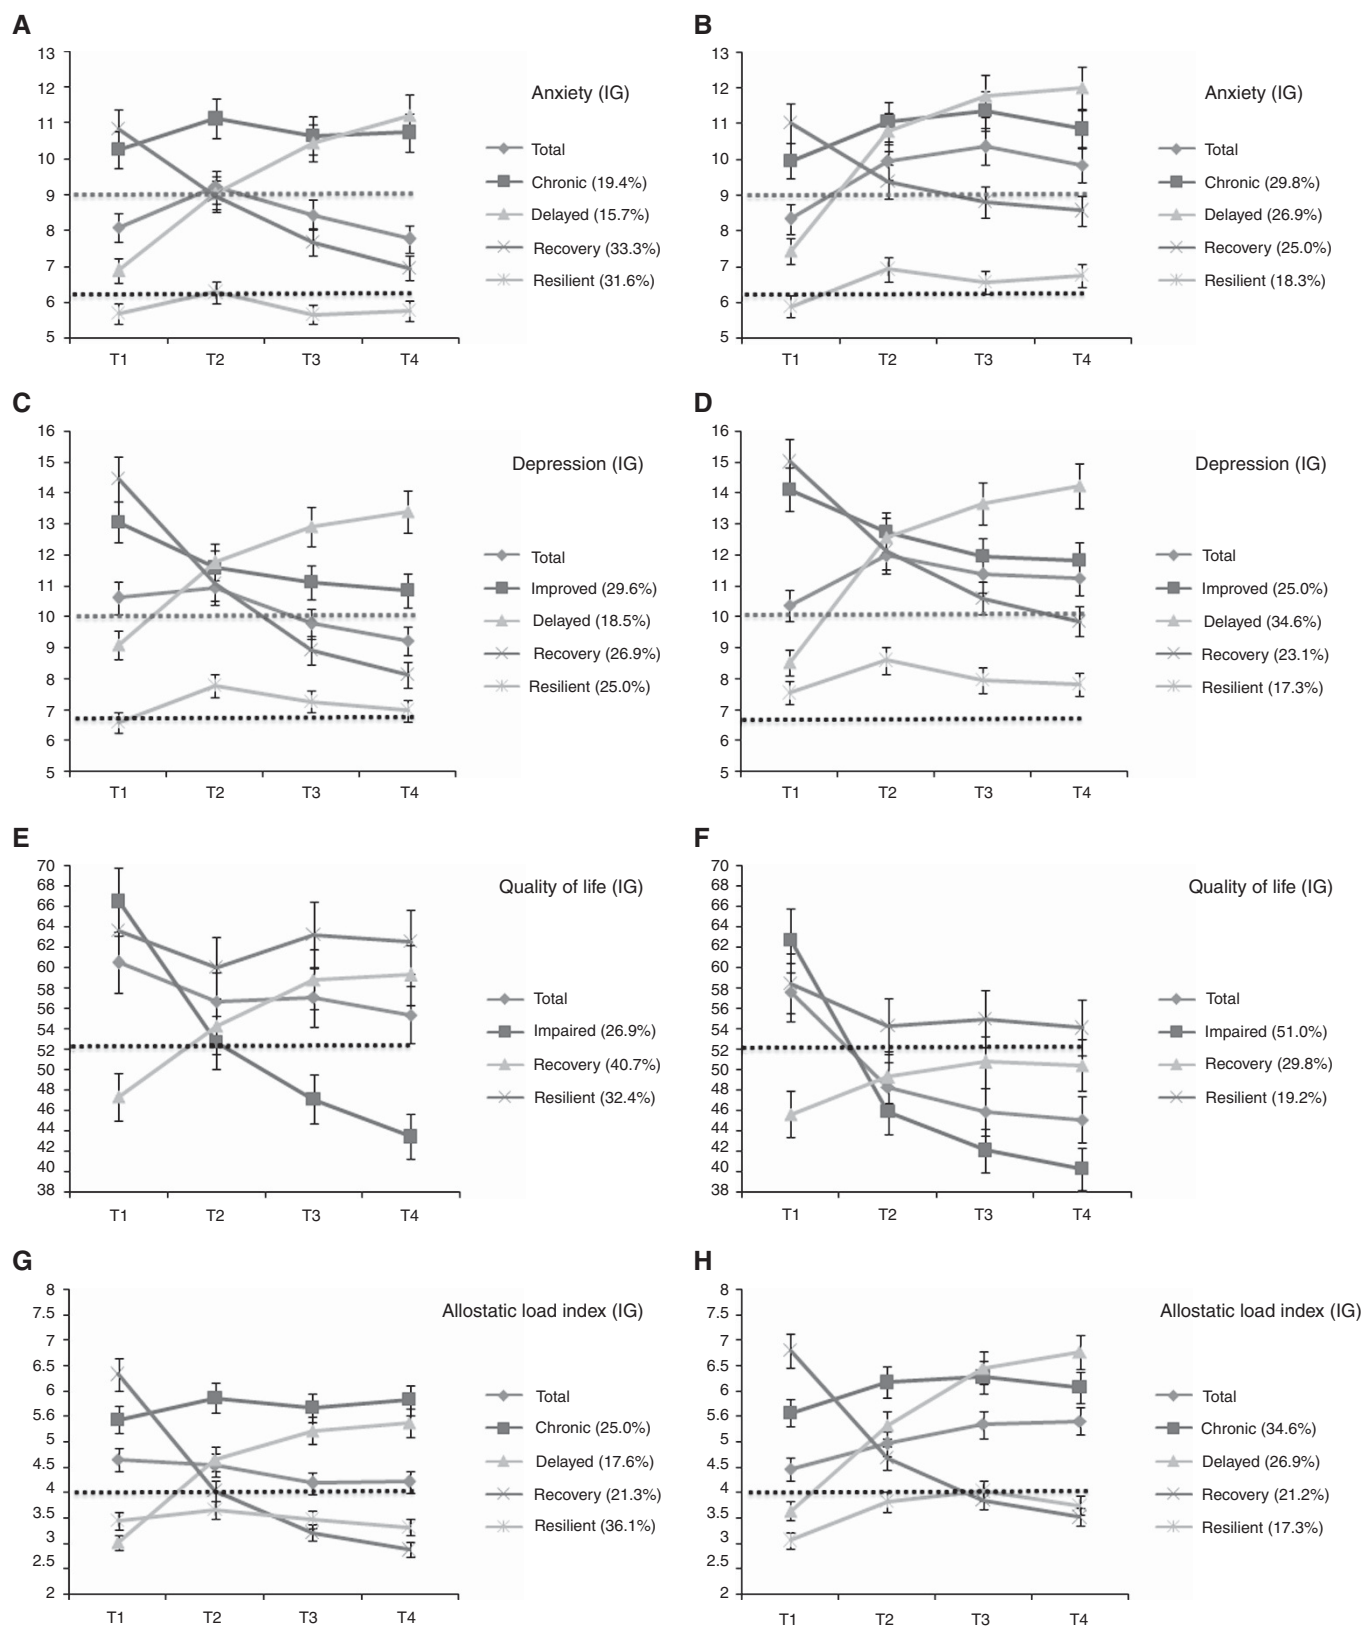 A
13
12
11
10
9
8
7
6
5
T1 T2 T3 T4
Anxiety (IG)
Total
Chronic (19.4%)
Delayed (15.7%)
Recovery (33.3%)
Resilient (31.6%)
B
13
12
11
10
9
8
7
6
5
T1 T2 T3 T4
Anxiety (IG)
Total
Chronic (29.8%)
Delayed (26.9%)
Recovery (25.0%)
Resilient (18.3%)
C
16
15
14
13
12
11
10
9
8
7
6
5
T1 T2 T3 T4
Depression (IG)
Total
Improved (29.6%)
Delayed (18.5%)
Recovery (26.9%)
Resilient (25.0%)
D
16
15
14
13
12
11
10
9
8
7
6
5
T1 T2 T3 T4
Depression (IG)
Total
Improved (25.0%)
Delayed (34.6%)
Recovery (23.1%)
Resilient (17.3%)
E
70
68
66
64
62
60
58
56
54
52
50
48
46
44
42
40
38
T1 T2 T3 T4
Quality of life (IG)
Total
Impaired (26.9%)
Recovery (40.7%)
Resilient (32.4%)
F
70
68
66
64
62
60
58
56
54
52
50
48
46
44
42
40
38
T1 T2 T3 T4
Quality of life (IG)
Total
Impaired (51.0%)
Recovery (29.8%)
Resilient (19.2%)
G
8
7.5
7
6.5
6
5.6
5
4.5
4
3.5
3
2.5
2
T1 T2 T3 T4
Allostatic load index (IG)
Total
Chronic (25.0%)
Delayed (17.6%)
Recovery (21.3%)
Resilient (36.1%)
H
8
7.5
7
6.5
6
5.6
5
4.5
4
3.5
3
2.5
2
T1 T2 T3 T4
Allostatic load index (IG)
Total
Chronic (34.6%)
Delayed (26.9%)
Recovery (21.2%)
Resilient (17.3%)